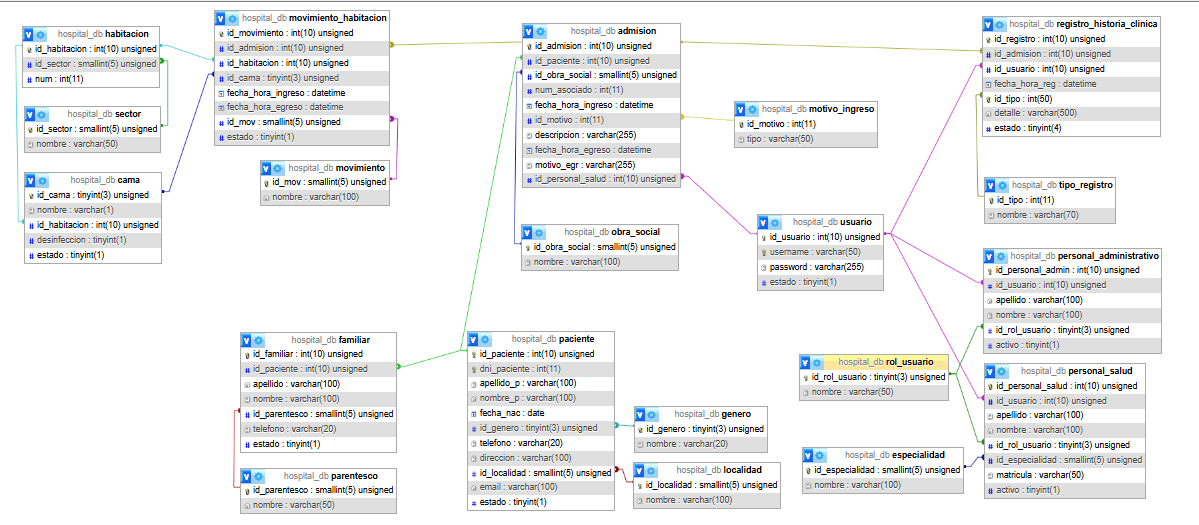 hospital_db habitacion
id_habitacion : int(10) unsigned
id_sector : smallint(5) unsigned
num : int(11)
hospital_db sector
id_sector : smallint(5) unsigned
nombre : varchar(50)
hospital_db cama
id_cama : tinyint(3) unsigned
nombre : varchar(1)
id_habitacion : int(10) unsigned
desinfeccion : tinyint(1)
estado : tinyint(1)
hospital_db movimiento_habitacion
id_movimiento : int(10) unsigned
id_admision : int(10) unsigned
id_habitacion : int(10) unsigned
id_cama : tinyint(3) unsigned
fecha_hora_ingreso : datetime
fecha_hora_egreso : datetime
id_mov : smallint(5) unsigned
estado : tinyint(1)
hospital_db movimiento
id_mov : smallint(5) unsigned
nombre : varchar(100)
hospital_db admision
id_admision : int(10) unsigned
id_paciente : int(10) unsigned
id_obra_social : smallint(5) unsigned
num_asociado : int(11)
fecha_hora_ingreso : datetime
id_motivo : int(11)
descripcion : varchar(255)
fecha_hora_egreso : datetime
motivo_egr : varchar(255)
id_personal_salud : int(10) unsigned
hospital_db obra_social
id_obra_social : smallint(5) unsigned
nombre : varchar(100)
hospital_db motivo_ingreso
id_motivo : int(11)
tipo : varchar(50)
hospital_db usuario
id_usuario : int(10) unsigned
username : varchar(50)
password : varchar(255)
estado : tinyint(1)
hospital_db registro_historia_clinica
id_registro : int(10) unsigned
id_admision : int(10) unsigned
id_usuario : int(10) unsigned
fecha_hora_reg : datetime
id_tipo : int(50)
detalle : varchar(500)
estado : tinyint(4)
hospital_db tipo_registro
id_tipo : int(11)
nombre : varchar(70)
hospital_db personal_administrativo
id_personal_admin : int(10) unsigned
id_usuario : int(10) unsigned
apellido : varchar(100)
nombre : varchar(100)
id_rol_usuario : tinyint(3) unsigned
activo : tinyint(1)
hospital_db familiar
id_familiar : int(10) unsigned
id_paciente : int(10) unsigned
apellido : varchar(100)
nombre : varchar(100)
id_parentesco : smallint(5) unsigned
telefono : varchar(20)
estado : tinyint(1)
hospital_db parentesco
id_parentesco : smallint(5) unsigned
nombre : varchar(50)
hospital_db paciente
id_paciente : int(10) unsigned
dni_paciente : int(11)
apellido_p : varchar(100)
nombre_p : varchar(100)
fecha_nac : date
id_genero : tinyint(3) unsigned
telefono : varchar(20)
direccion : varchar(100)
id_localidad : smallint(5) unsigned
email : varchar(100)
estado : tinyint(1)
hospital_db genero
id_genero : tinyint(3) unsigned
nombre : varchar(20)
hospital_db localidad
id_localidad : smallint(5) unsigned
nombre : varchar(100)
hospital_db rol_usuario
id_rol_usuario : tinyint(3) unsigned
nombre : varchar(50)
hospital_db especialidad
id_especialidad : smallint(5) unsigned
nombre : varchar(100)
hospital_db personal_salud
id_personal_salud : int(10) unsigned
id_usuario : int(10) unsigned
apellido : varchar(100)
nombre : varchar(100)
id_rol_usuario : tinyint(3) unsigned
id_especialidad : smallint(5) unsigned
matricula : varchar(50)
activo : tinyint(1)